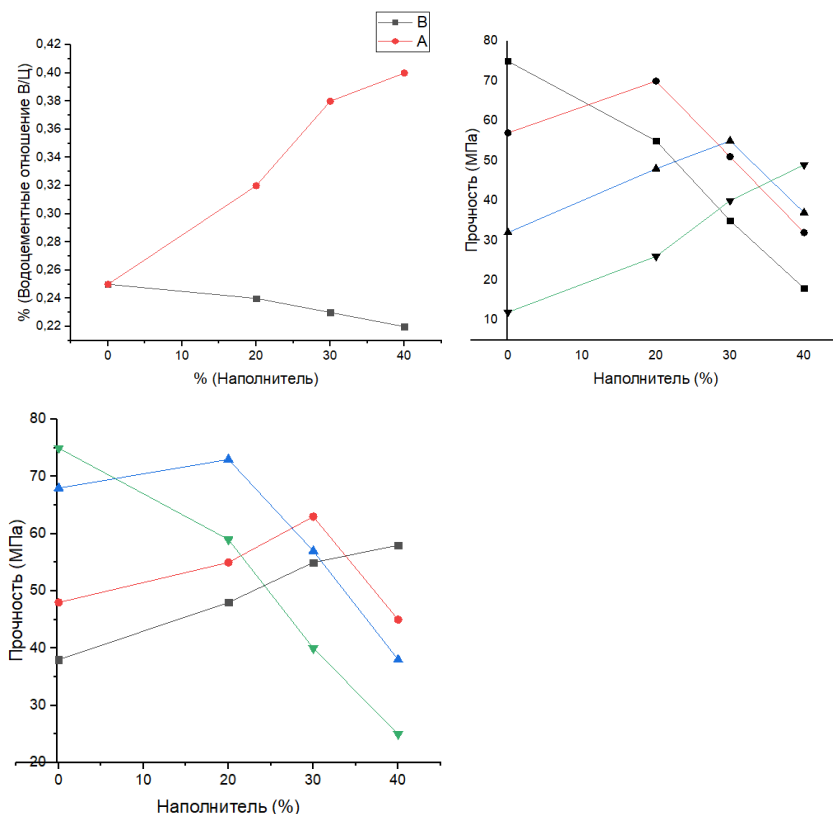 B
A
0,42
0,40
0,38
0,36
0,34
0,32
0,30
0,28
0,26
0,24
0,22
% (Водоцементные отношение В/Ц)
0 10 20 30 40
% (Наполнитель)
80
70
60
50
40
30
20
10
Прочность (МПа)
0 10 20 30 40
Наполнитель (%)
80
70
60
50
40
30
20
Прочность (МПа)
0 10 20 30 40
Наполнитель (%)